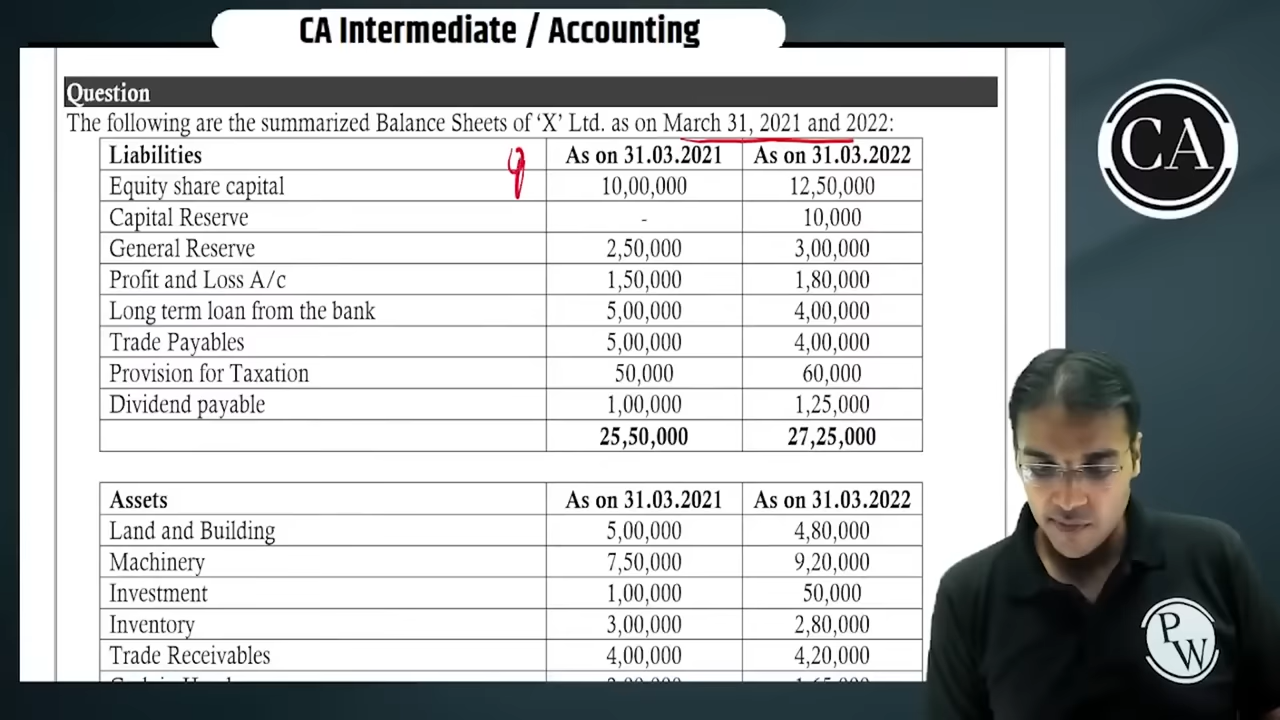 CA Intermediate / Accounting
CA
Question
The following are the summarized Balance Sheets of ‘X’ Ltd. as on March 31, 2021 and 2022:
Liabilities As on 31.03.2021 As on 31.03.2022
Equity share capital 10,00,000 12,50,000
Capital Reserve - 10,000
General Reserve 2,50,000 3,00,000
Profit and Loss A/c 1,50,000 1,80,000
Long term loan from the bank 5,00,000 4,00,000
Trade Payables 5,00,000 4,00,000
Provision for Taxation 50,000 60,000
Dividend payable 1,00,000 1,25,000
25,50,000 27,25,000
Assets As on 31.03.2021 As on 31.03.2022
Land and Building 5,00,000 4,80,000
Machinery 7,50,000 9,20,000
Investment 1,00,000 50,000
Inventory 3,00,000 2,80,000
Trade Receivables 4,00,000 4,20,000
PW